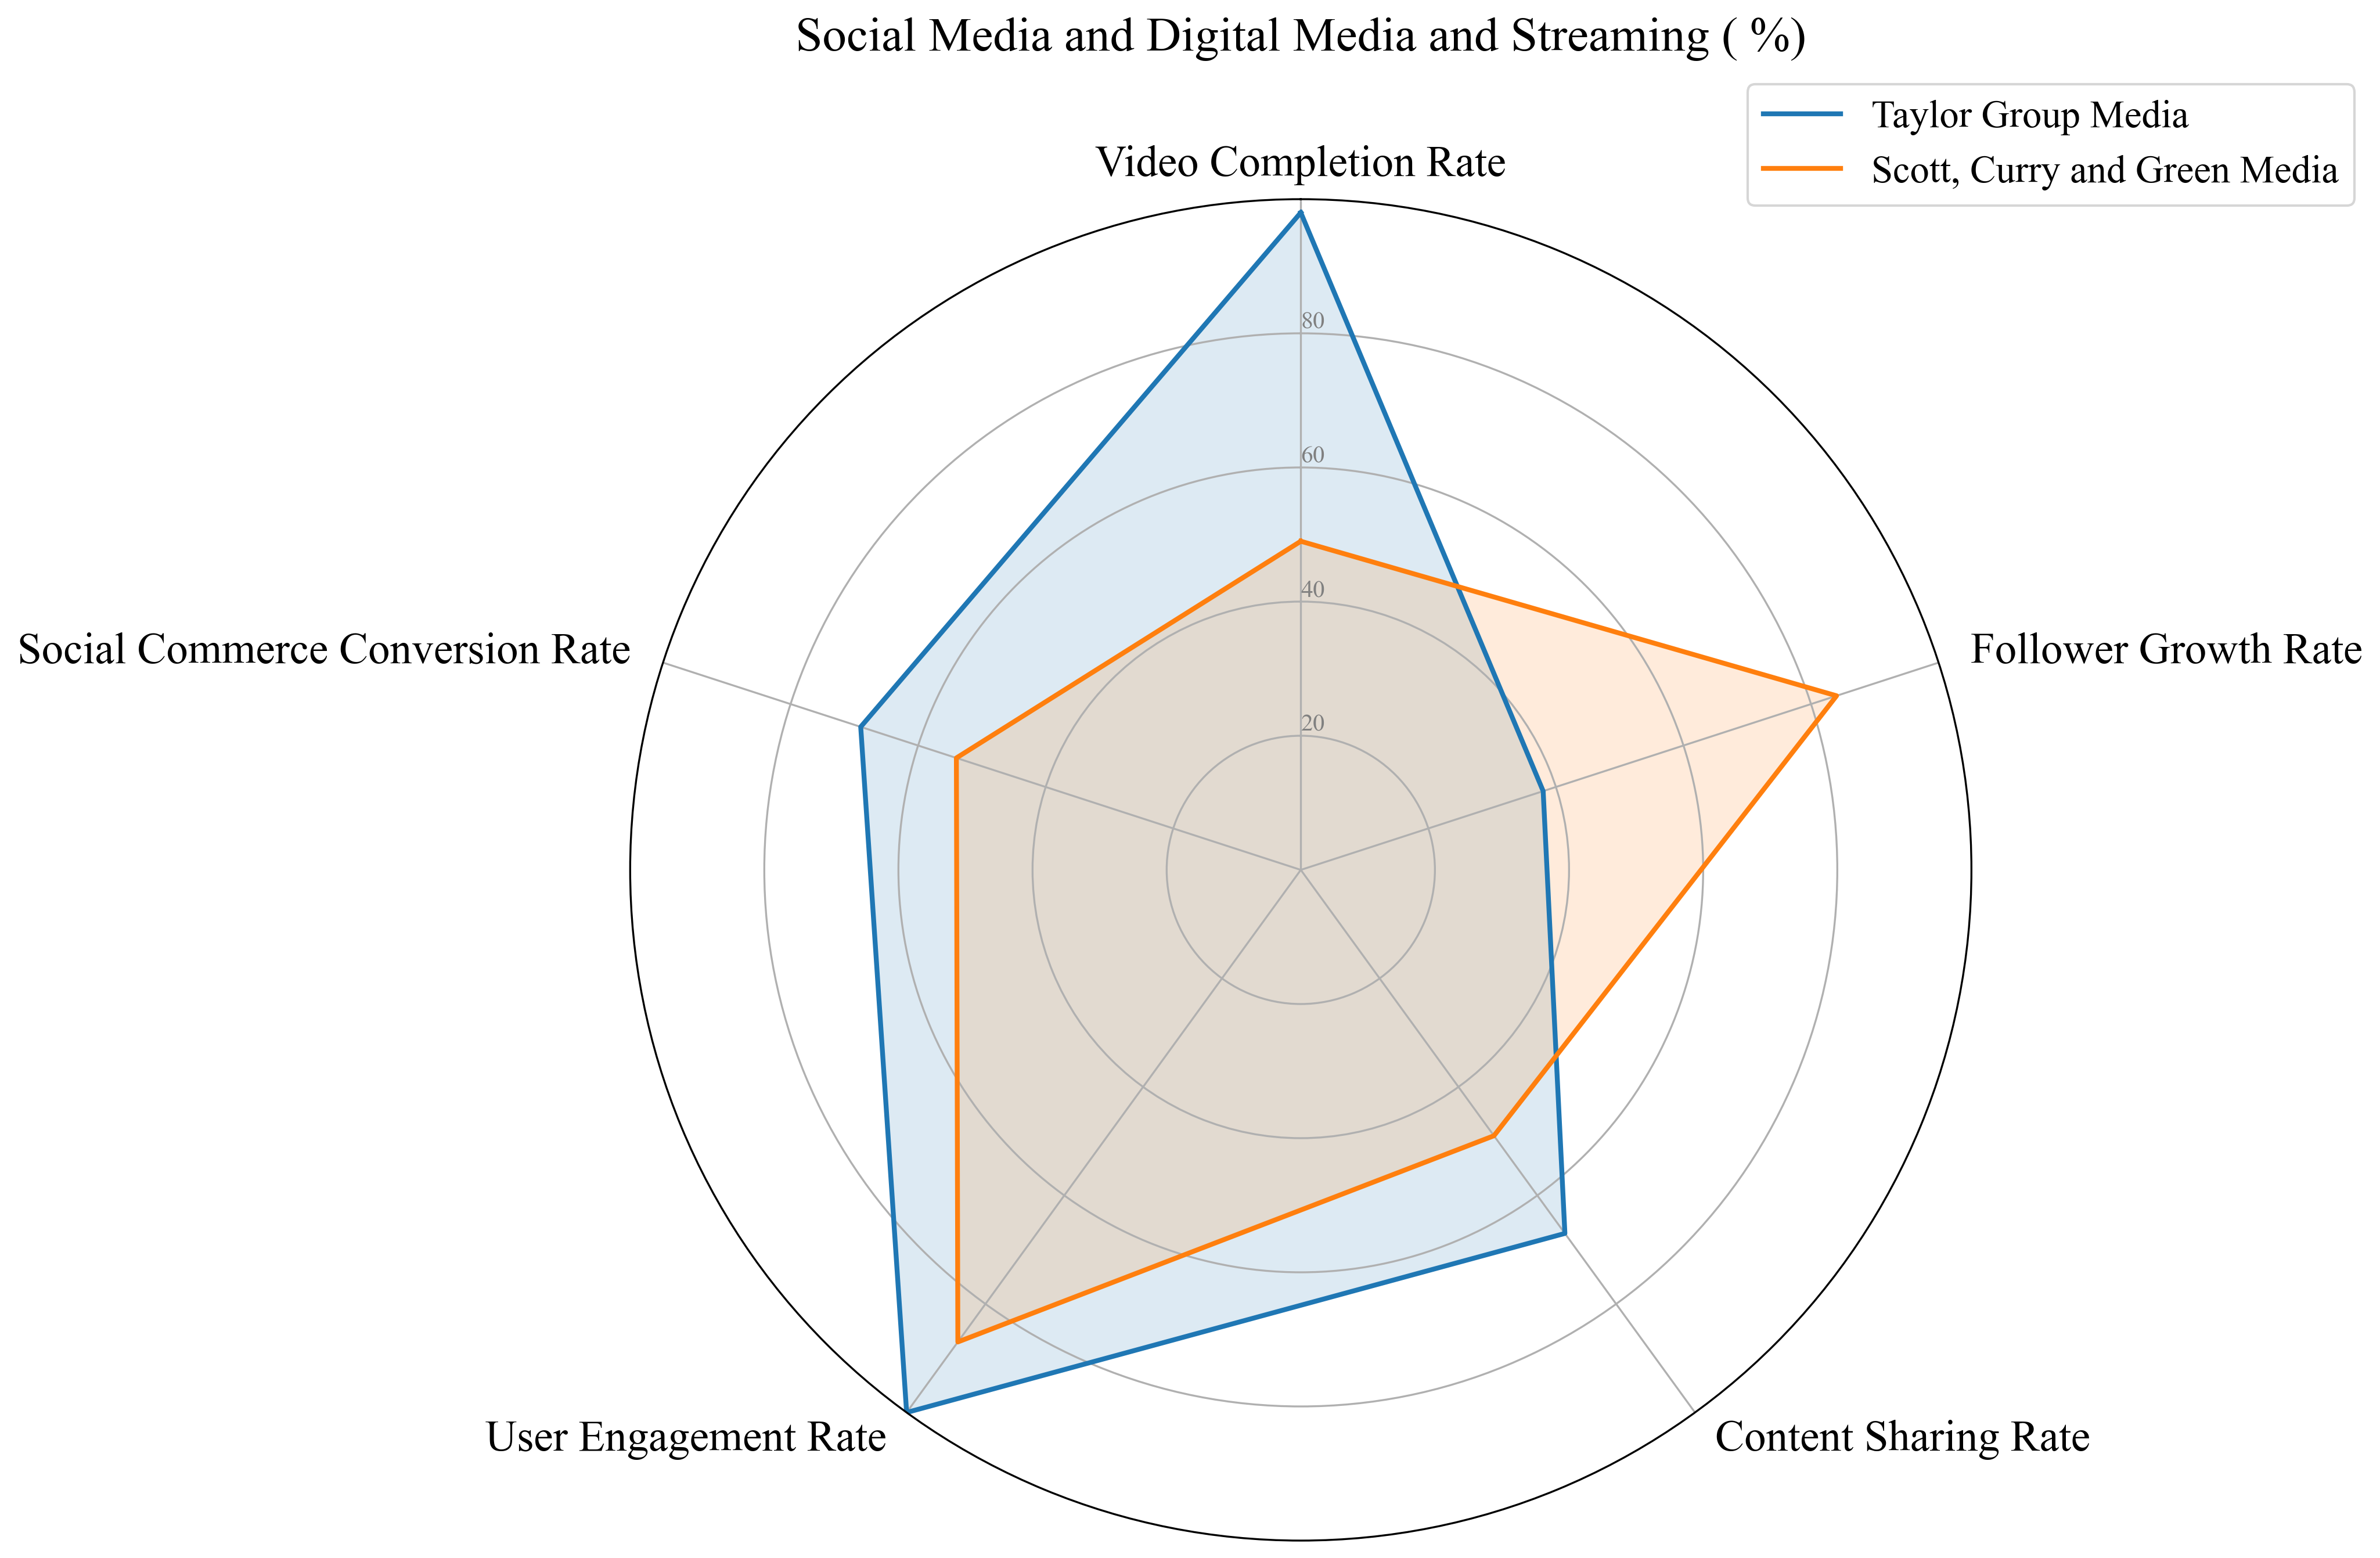 Social Media and Digital Media and Streaming ( %)
Taylor Group Media
Scott, Curry and Green Media
Video Completion Rate
80
60
40
20
Social Commerce Conversion Rate
Follower Growth Rate
User Engagement Rate
Content Sharing Rate